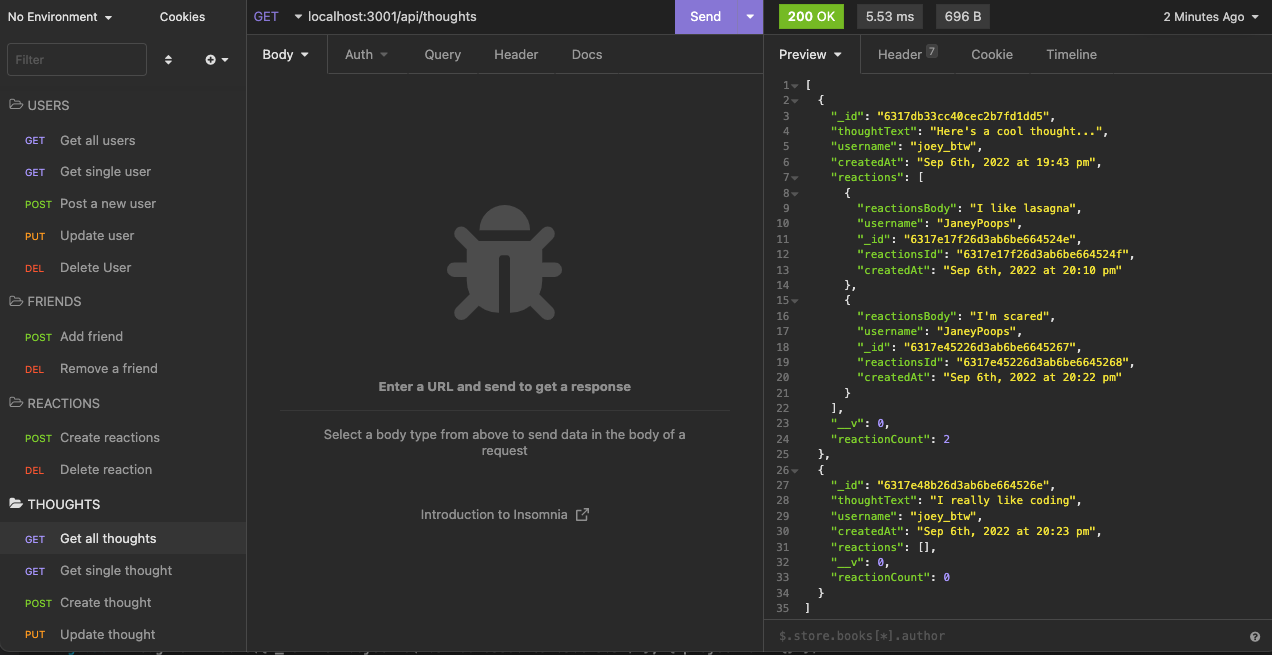 No Environment
Cookies
Filter
USERS
GET Get all users
GET Get single user
POST Post a new user
PUT Update user
DEL Delete User
FRIENDS
POST Add friend
DEL Remove a friend
REACTIONS
POST Create reactions
DEL Delete reaction
THOUGHTS
GET Get all thoughts
GET Get single thought
POST Create thought
PUT Update thought
GET localhost:3001/api/thoughts Send
Body Auth Query Header Docs
Enter a URL and send to get a response
Select a body type from above to send data in the body of a
request
Introduction to Insomnia
200 OK 5.53 ms 696 B 2 Minutes Ago
Preview Header 7 Cookie Timeline
1 [
2 {
3 "_id": "6317db33cc40cec2b7fd1dd5",
4 "thoughtText": "Here's a cool thought...",
5 "username": "joey_btw",
6 "createdAt": "Sep 6th, 2022 at 19:43 pm",
7 "reactions": [
8 {
9 "reactionsBody": "I like lasagna",
10 "username": "JaneyPoops",
11 "_id": "6317e17f26d3ab6be664524e",
12 "reactionsId": "6317e17f26d3ab6be664524f",
13 "createdAt": "Sep 6th, 2022 at 20:10 pm"
14 },
15 {
16 "reactionsBody": "I'm scared",
17 "username": "JaneyPoops",
18 "_id": "6317e45226d3ab6be6645267",
19 "reactionsId": "6317e45226d3ab6be6645268",
20 "createdAt": "Sep 6th, 2022 at 20:22 pm"
21 }
22 ],
23 "__v": 0,
24 "reactionCount": 2
25 },
26 {
27 "_id": "6317e48b26d3ab6be664526e",
28 "thoughtText": "I really like coding",
29 "username": "joey_btw",
30 "createdAt": "Sep 6th, 2022 at 20:23 pm",
31 "reactions": [],
32 "__v": 0,
33 "reactionCount": 0
34 }
35 ]
$.store.books[*].author